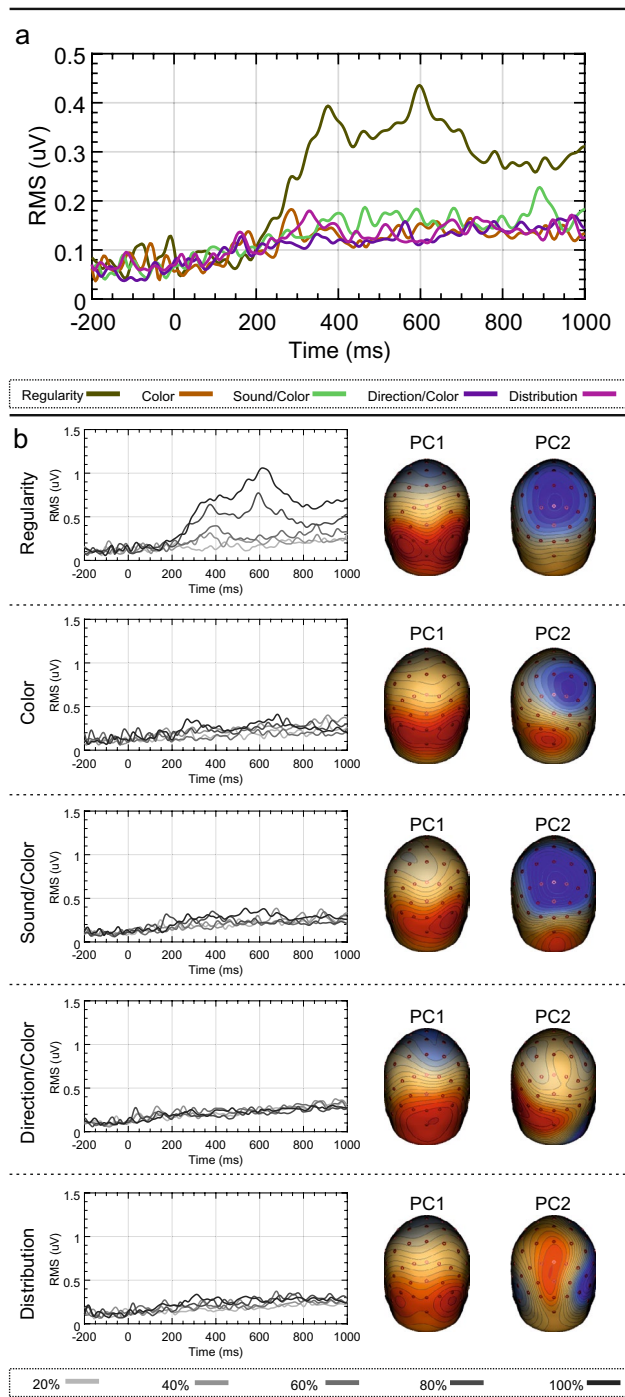 a
0.5
0.4
0.3
0.2
0.1
0
RMS (uV)
-200 0 200 400 600 800 1000
Time (ms)
Regularity Color Sound/Color Direction/Color Distribution
b
Regularity
RMS (uV)
1.5
1
0.5
0
-200 0 200 400 600 800 1000
Time (ms)
PC1 PC2
Color
RMS (uV)
1.5
1
0.5
0
-200 0 200 400 600 800 1000
Time (ms)
PC1 PC2
Sound/Color
RMS (uV)
1.5
1
0.5
0
-200 0 200 400 600 800 1000
Time (ms)
PC1 PC2
Direction/Color
RMS (uV)
1.5
1
0.5
0
-200 0 200 400 600 800 1000
Time (ms)
PC1 PC2
Distribution
RMS (uV)
1.5
1
0.5
0
-200 0 200 400 600 800 1000
Time (ms)
PC1 PC2
20% 40% 60% 80% 100%